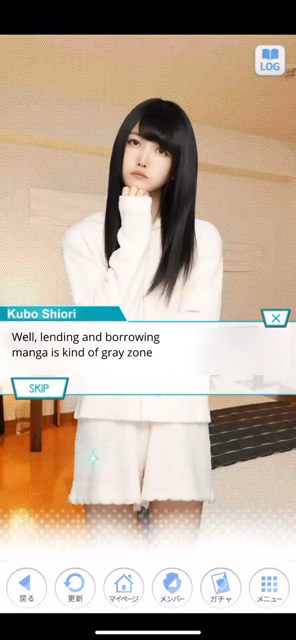 LOG
Kubo Shiori
Well, lending and borrowing
manga is kind of gray zone
SKIP
戻る
更新
マイページ
メンバー
ガチャ
メニュー